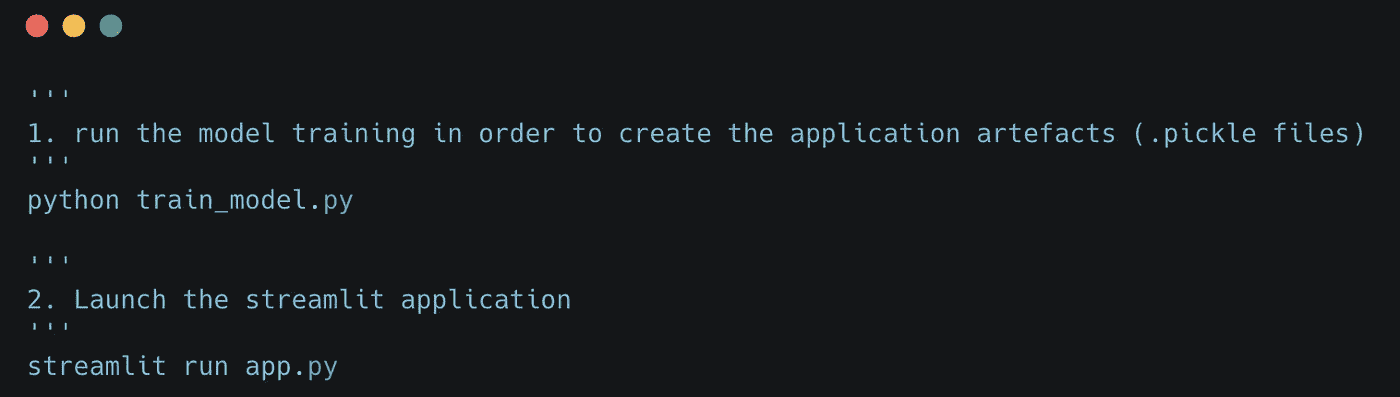 '''
1. run the model training in order to create the application artefacts (.pickle files)
'''
python train_model.py
'''
2. Launch the streamlit application
'''
streamlit run app.py